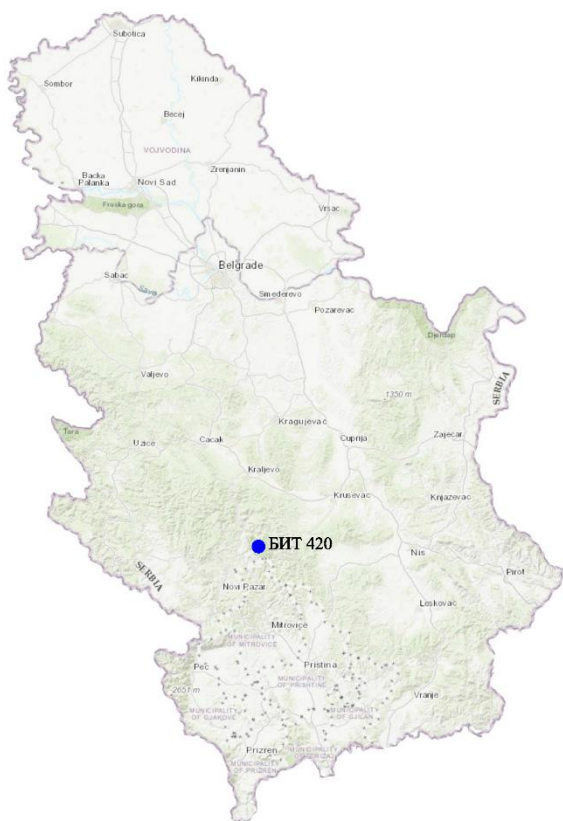 Subotica
Sombor
Kikinda
Becej
VOJVODINA
Zrenjanin
Backa
Palanka
Novi Sad
Fruska gora
Vrsac
Belgrade
Sabac
Sava
Smederevo
Pozarevac
Djerdap
SERBIA
Valjevo
1350 m
Kragujevac
Tara
Uzice
Cacak
Cuprija
Zajecar
Kraljevo
Krusevac
Knjazevac
БИТ 420
Nis
Pirot
SERBIA
Novi Pazar
Leskovac
Mitrovice
MUNICIPALITY
OF MITROVICE
Pec
Pristina
2651 m
MUNICIPALITY
OF PRISHTINE
Vranje
MUNICIPALITY
OF GJAKOVE
MUNICIPALITY
OF GJILAN
Prizren
MUNICIPALITY
MUNICIPALITY
OF PRIZREN